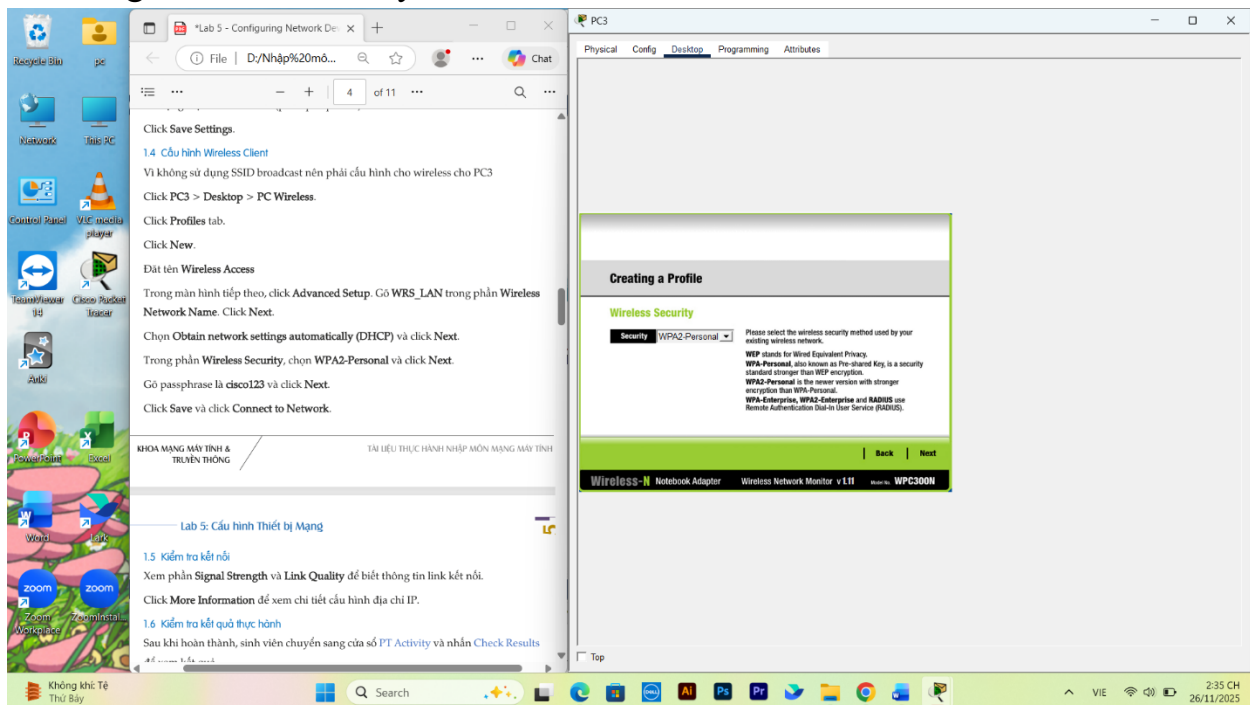 *Lab 5 - Configuring Network De
File D:/Nhập%20mô...
Chat
4 of 11
Click Save Settings.
1.4 Cấu hình Wireless Client
Vì không sử dụng SSID broadcast nên phải cấu hình cho wireless cho PC3
Click PC3 > Desktop > PC Wireless.
Click Profiles tab.
Click New.
Đặt tên Wireless Access
Trong màn hình tiếp theo, click Advanced Setup. Gõ WRS_LAN trong phần Wireless
Network Name. Click Next.
Chọn Obtain network settings automatically (DHCP) và click Next.
Trong phần Wireless Security, chọn WPA2-Personal và click Next.
Gõ passphrase là cisco123 và click Next.
Click Save và click Connect to Network.
KHOA MẠNG MÁY TÍNH &
TRUYỀN THÔNG
TÀI LIỆU THỰC HÀNH NHẬP MÔN MẠNG MÁY TÍNH
Lab 5: Cấu hình Thiết bị Mạng
1.5 Kiểm tra kết nối
Xem phần Signal Strength và Link Quality để biết thông tin link kết nối.
Click More Information để xem chi tiết cấu hình địa chỉ IP.
1.6 Kiểm tra kết quả thực hành
Sau khi hoàn thành, sinh viên chuyển sang cửa sổ PT Activity và nhấn Check Results
Recycle Bin
pc
Network
This PC
Control Panel
VLC media
player
TeamViewer
14
Cisco Packet
Tracer
Anki
PowerPoint
Excel
Word
Zalo
zoom
zoom
Zoom
Workplace
ZoomInstal...
PC3
Physical Config Desktop Programming Attributes
Creating a Profile
Wireless Security
Security WPA2-Personal
Please select the wireless security method used by your
existing wireless network.
WEP stands for Wired Equivalent Privacy.
WPA-Personal, also known as Pre-shared Key, is a security
standard stronger than WEP encryption.
WPA2-Personal is the newer version with stronger
encryption than WPA-Personal.
WPA-Enterprise, WPA2-Enterprise and RADIUS use
Remote Authentication Dial-in User Service (RADIUS).
Back Next
Wireless-N Notebook Adapter Wireless Network Monitor v 1.11 Model No. WPC300N
Top
Không khí: Tệ
Thứ Bảy
Search
DELL
Ai
Ps
Pr
VIE
2:35 CH
26/11/2025